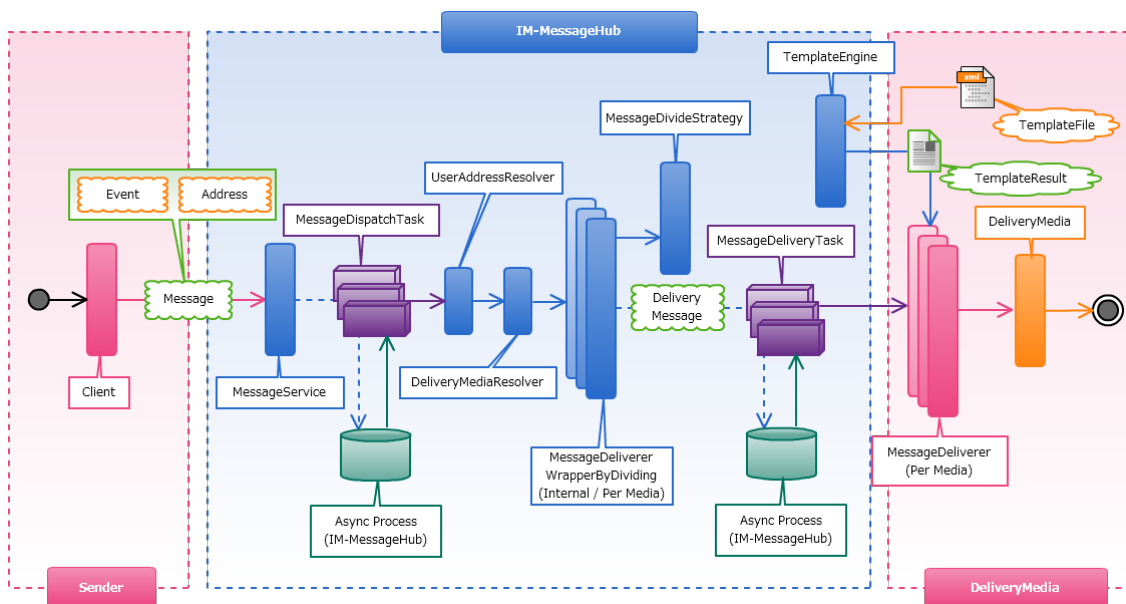 IM-MessageHub
TemplateEngine
xml
TemplateFile
MessageDivideStrategy
TemplateResult
UserAddressResolver
Event
Address
MessageDispatchTask
MessageDeliveryTask
DeliveryMedia
Message
Delivery
Message
Client
MessageService
DeliveryMediaResolver
MessageDeliverer
WrapperByDividing
(Internal / Per Media)
MessageDeliverer
(Per Media)
Async Process
(IM-MessageHub)
Async Process
(IM-MessageHub)
Sender
DeliveryMedia